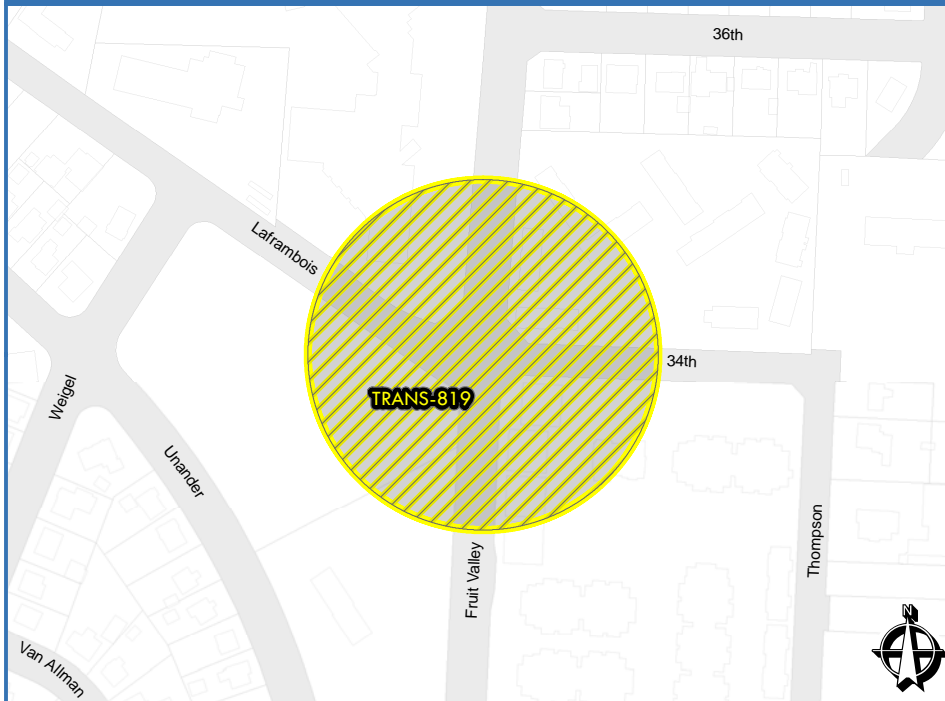 36th
Laframbois
34th
TRANS-819
Weigel
Unander
Thompson
Fruit Valley
Van Allman
N